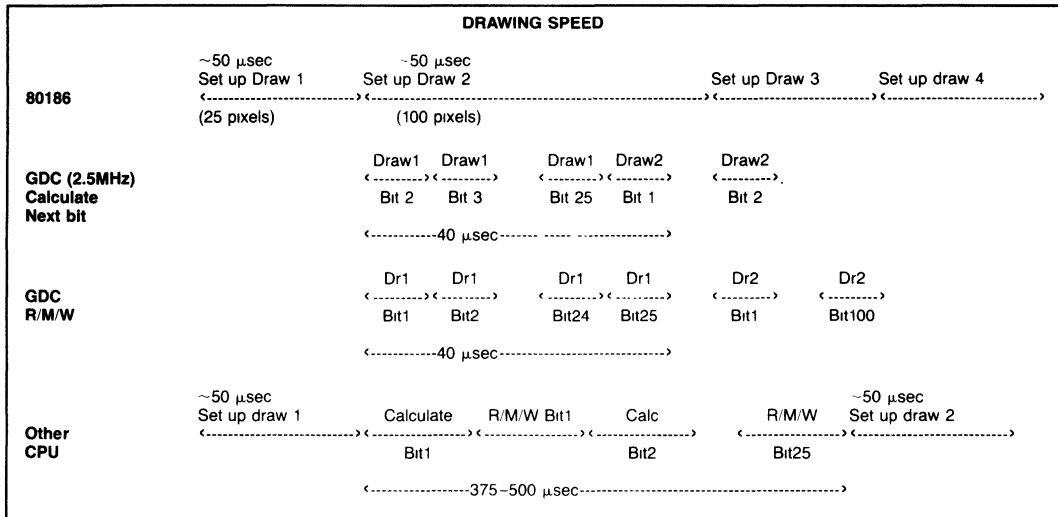 DRAWING SPEED
~50 μsec ~50 μsec
Set up Draw 1 Set up Draw 2 Set up Draw 3 Set up draw 4
80186
(25 pixels) (100 pixels)
Draw1 Draw1 Draw1 Draw2 Draw2
GDC (2.5MHz)
Calculate Bit 2 Bit 3 Bit 25 Bit 1 Bit 2
Next bit
40 μsec
Dr1 Dr1 Dr1 Dr1 Dr2 Dr2
GDC
R/M/W Bit1 Bit2 Bit24 Bit25 Bit1 Bit100
40 μsec
~50 μsec ~50 μsec
Set up draw 1 Calculate R/M/W Bit1 Calc R/M/W Set up draw 2
Other
CPU Bit1 Bit2 Bit25
375–500 μsec